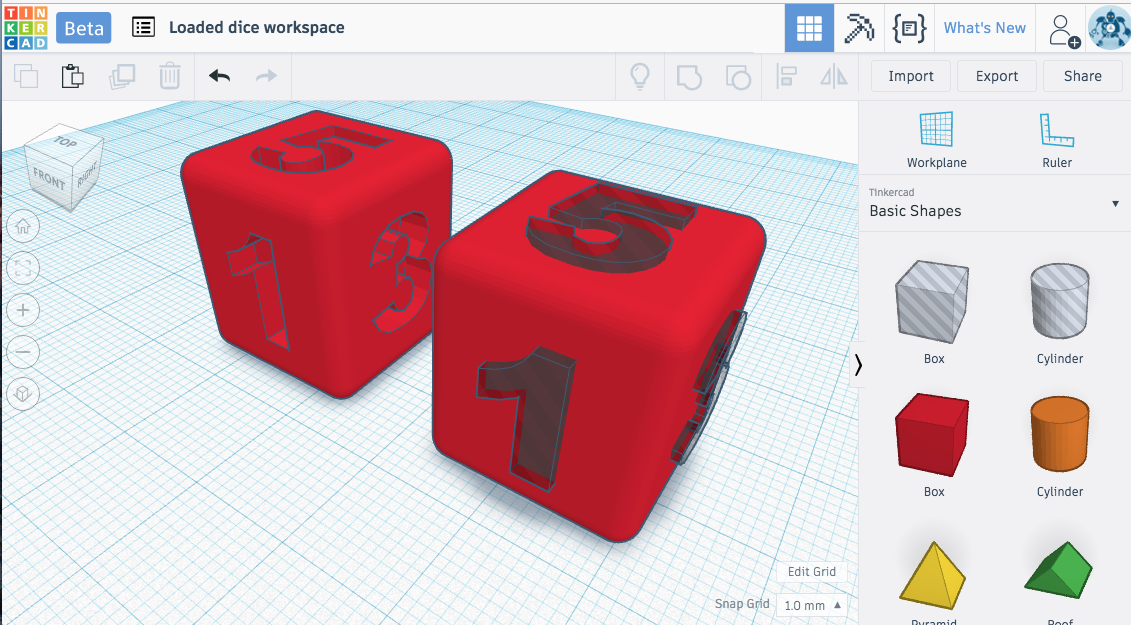 TIN
KER
CAD
Beta
Loaded dice workspace
What's New
Import
Export
Share
TOP
FRONT
RIGHT
5
1
3
5
1
Workplane
Ruler
Tinkercad
Basic Shapes
Box
Cylinder
Box
Cylinder
Edit Grid
Snap Grid
1.0 mm
Pyramid
Roof